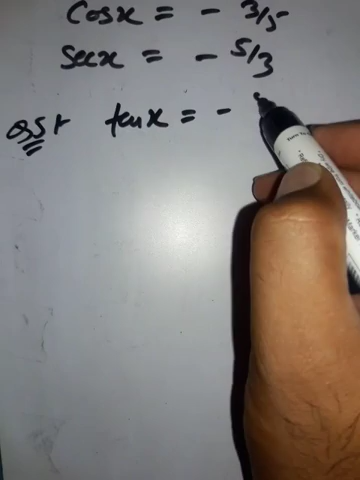 cosx = - 3/5
secx = - 5/3
tanx = -